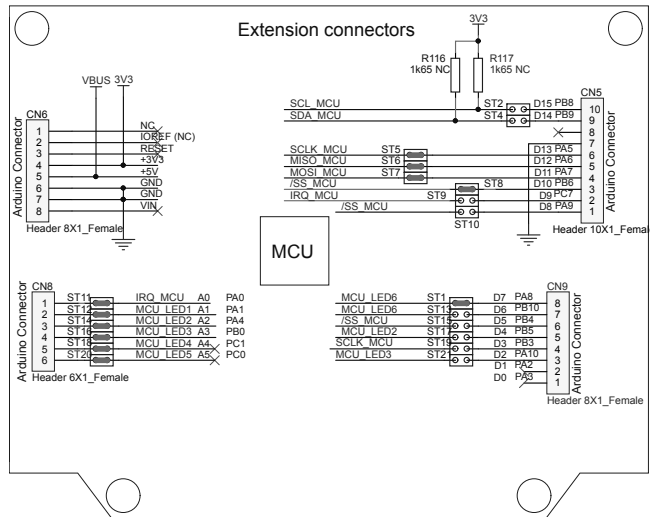 Extension connectors
3V3
R116
1k65 NC
R117
1k65 NC
VBUS 3V3
CN6
Arduino Connector
1
2
3
4
5
6
7
8
NC
IOREF (NC)
RESET
+3V3
+5V
GND
GND
VIN
Header 8X1_Female
CN5
SCL_MCU ST2 D15 PB8 10
SDA_MCU ST4 D14 PB9 9
8
7
SCLK_MCU ST5 D13 PA5 6
MISO_MCU ST6 D12 PA6 5
MOSI_MCU ST7 D11 PA7 4
/SS_MCU ST8 D10 PB6 3
IRQ_MCU ST9 D9 PC7 2
/SS_MCU ST10 D8 PA9 1
Arduino Connector
Header 10X1_Femal
MCU
CN8
Arduino Connector
1 ST11 IRQ_MCU A0 PA0
2 ST12 MCU_LED1 A1 PA1
3 ST14 MCU_LED2 A2 PA4
4 ST16 MCU_LED3 A3 PB0
5 ST18 MCU_LED4 A4 PC1
6 ST20 MCU_LED5 A5 PC0
Header 6X1_Female
CN9
MCU_LED6 ST1 D7 PA8 8
MCU_LED6 ST13 D6 PB10 7
/SS_MCU ST15 D5 PB4 6
MCU_LED2 ST17 D4 PB5 5
SCLK_MCU ST19 D3 PB3 4
MCU_LED3 ST21 D2 PA10 3
D1 PA2 2
D0 PA3 1
Arduino Connector
Header 8X1_Female